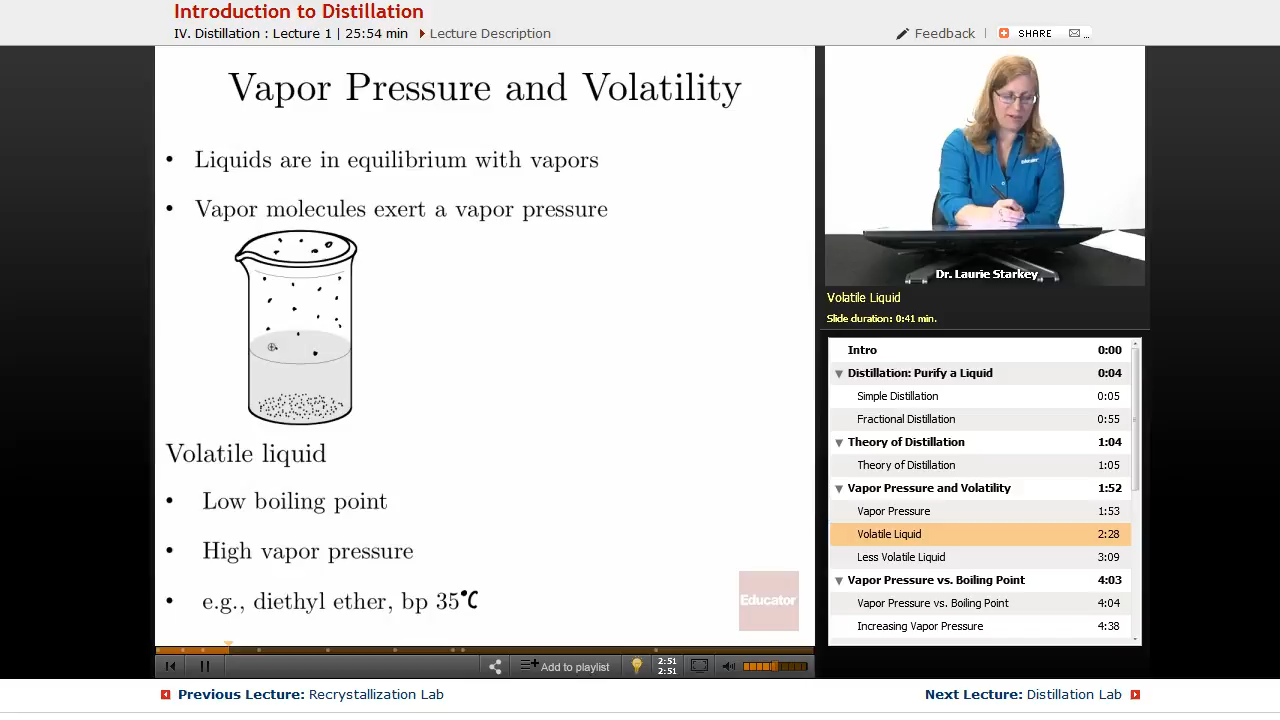 Introduction to Distillation
IV. Distillation : Lecture 1 | 25:54 min Lecture Description
Feedback | SHARE
Vapor Pressure and Volatility
• Liquids are in equilibrium with vapors
• Vapor molecules exert a vapor pressure
Volatile liquid
• Low boiling point
• High vapor pressure
• e.g., diethyl ether, bp 35°C
Educator
Dr. Laurie Starkey
Volatile Liquid
Slide duration: 0:41 min.
Intro 0:00
Distillation: Purify a Liquid 0:04
Simple Distillation 0:05
Fractional Distillation 0:55
Theory of Distillation 1:04
Theory of Distillation 1:05
Vapor Pressure and Volatility 1:52
Vapor Pressure 1:53
Volatile Liquid 2:28
Less Volatile Liquid 3:09
Vapor Pressure vs. Boiling Point 4:03
Vapor Pressure vs. Boiling Point 4:04
Increasing Vapor Pressure 4:38
Add to playlist
2:51
2:51
Previous Lecture: Recrystallization Lab
Next Lecture: Distillation Lab